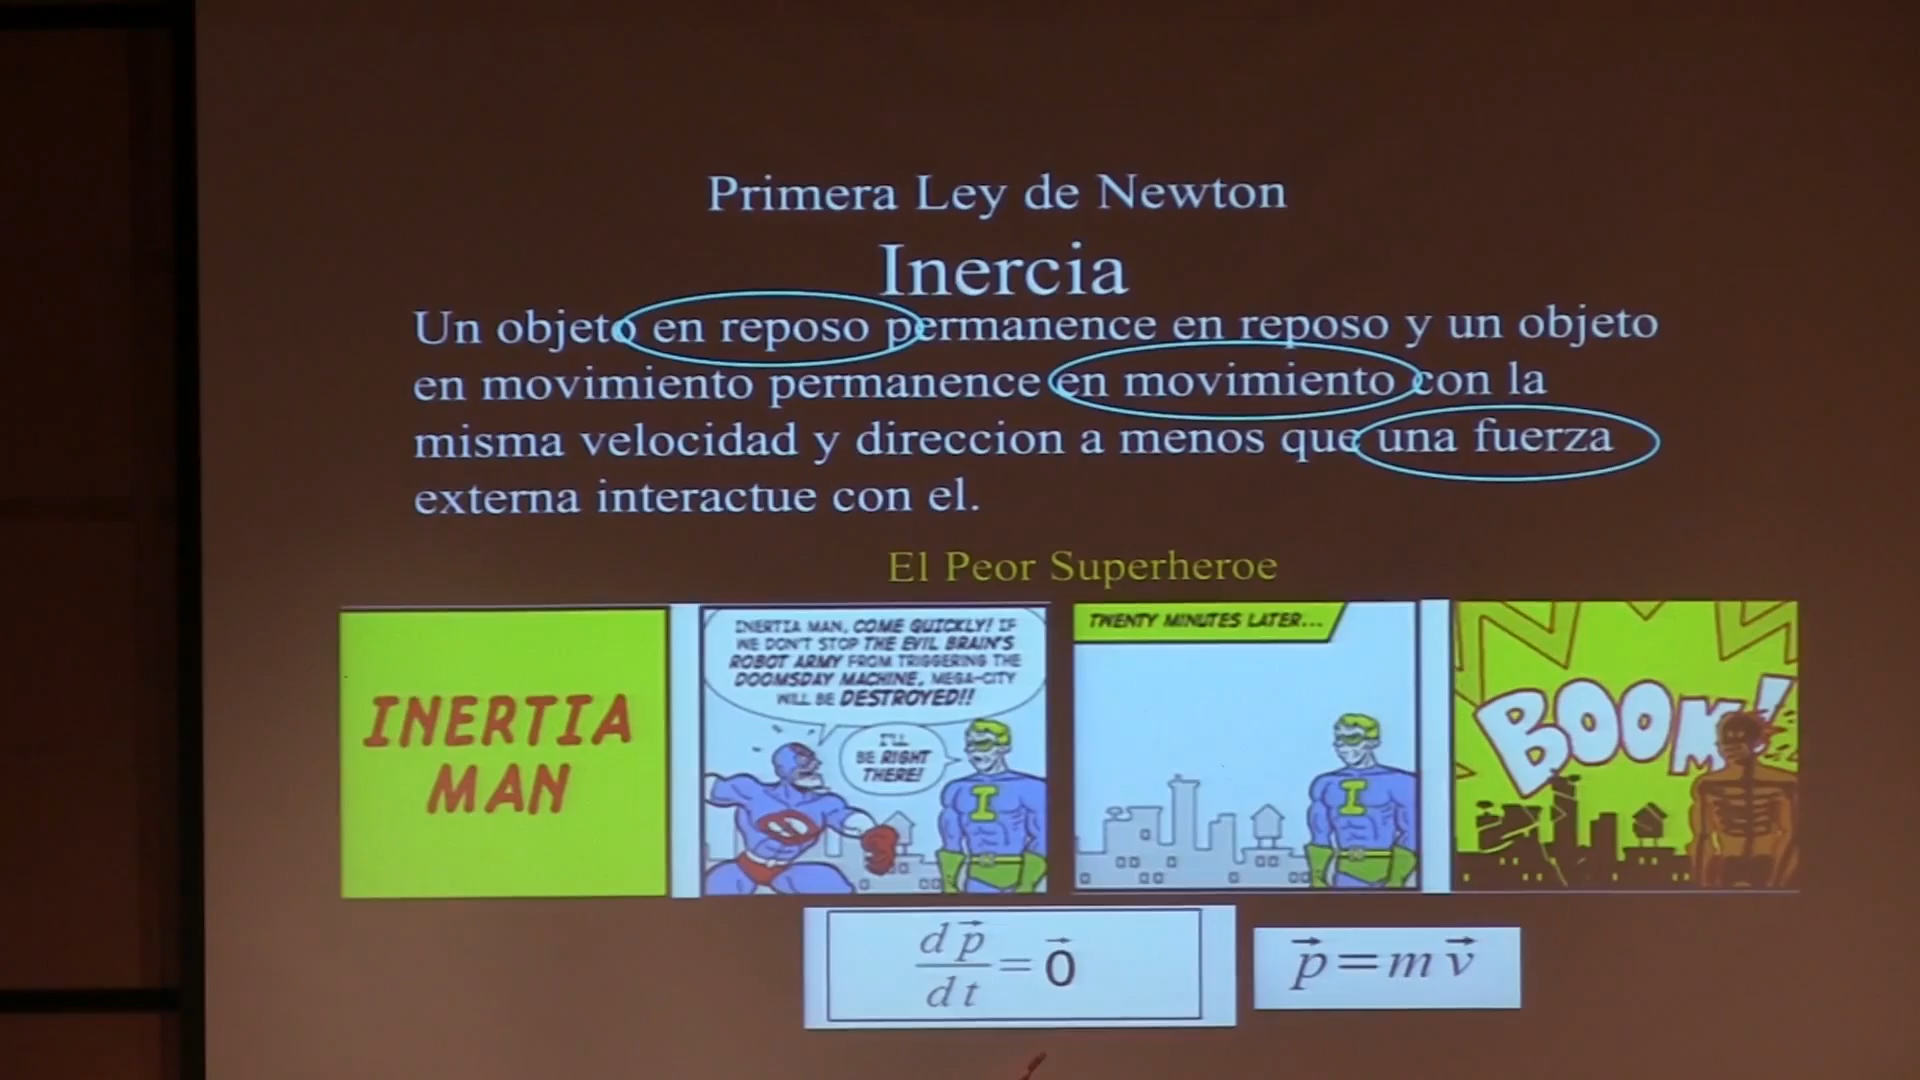 Primera Ley de Newton
Inercia
Un objeto en reposo permanence en reposo y un objeto
en movimiento permanence en movimiento con la
misma velocidad y direccion a menos que una fuerza
externa interactue con el.
El Peor Superheroe
INERTIA
MAN
INERTIA MAN, COME QUICKLY! IF
WE DON'T STOP THE EVIL BRAIN'S
ROBOT ARMY FROM TRIGGERING THE
DOOMSDAY MACHINE, MEGA-CITY
WILL BE DESTROYED!!
I'LL
BE RIGHT
THERE!
I
TWENTY MINUTES LATER...
I
BOOM!
d p⃗ / d t = 0⃗
p⃗ = m v⃗